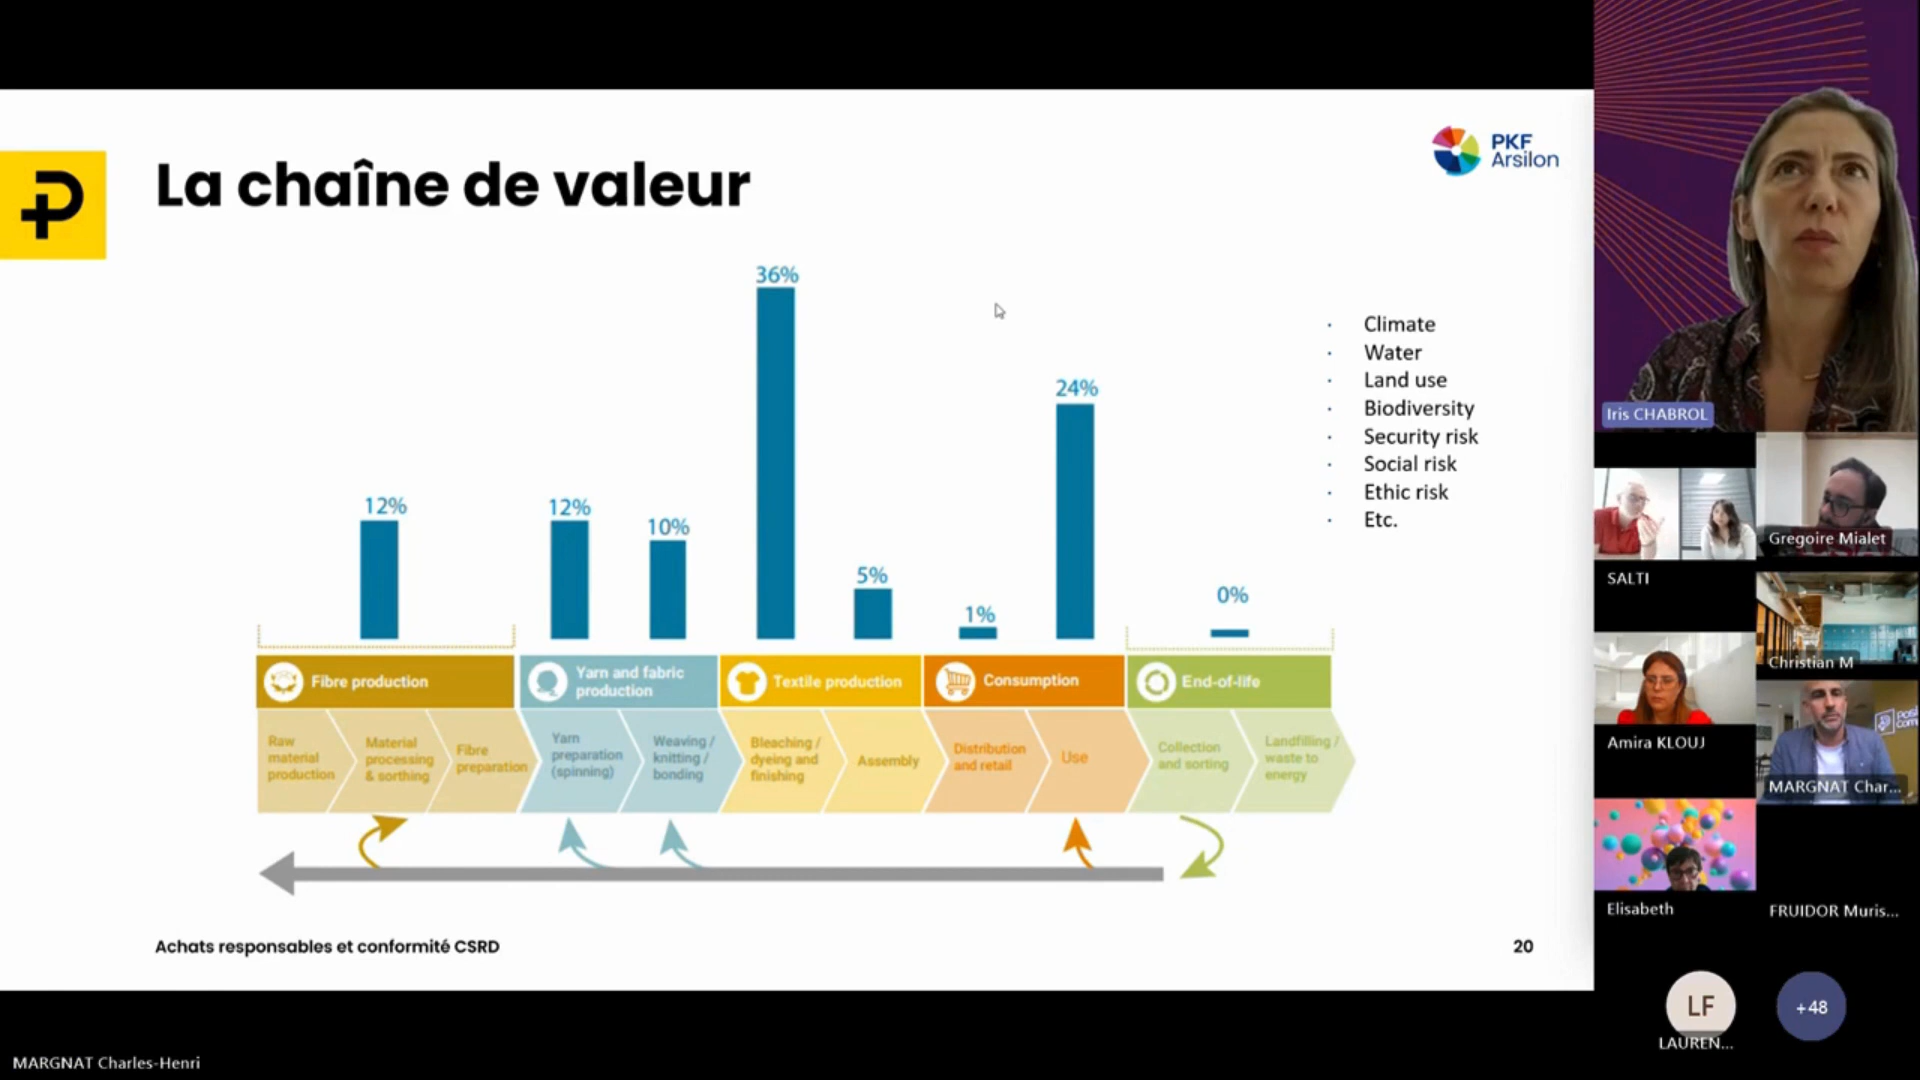 La chaîne de valeur
PKF
Arsilon
36%
24%
12%
12%
10%
5%
1%
0%
· Climate
· Water
· Land use
· Biodiversity
· Security risk
· Social risk
· Ethic risk
· Etc.
Fibre production
Yarn and fabric
production
Textile production
Consumption
End-of-life
Raw
material
production
Material
processing
& sorthing
Fibre
preparation
Yarn
preparation
(spinning)
Weaving /
knitting /
bonding
Bleaching /
dyeing and
finishing
Assembly
Distribution
and retail
Use
Collection
and sorting
Landfilling /
waste to
energy
Achats responsables et conformité CSRD
20
MARGNAT Charles-Henri
Iris CHABROL
SALTI
Gregoire Mialet
Christian M
Amira KLOUJ
MARGNAT Char...
Elisabeth
FRUIDOR Muris...
LF
LAUREN...
+48